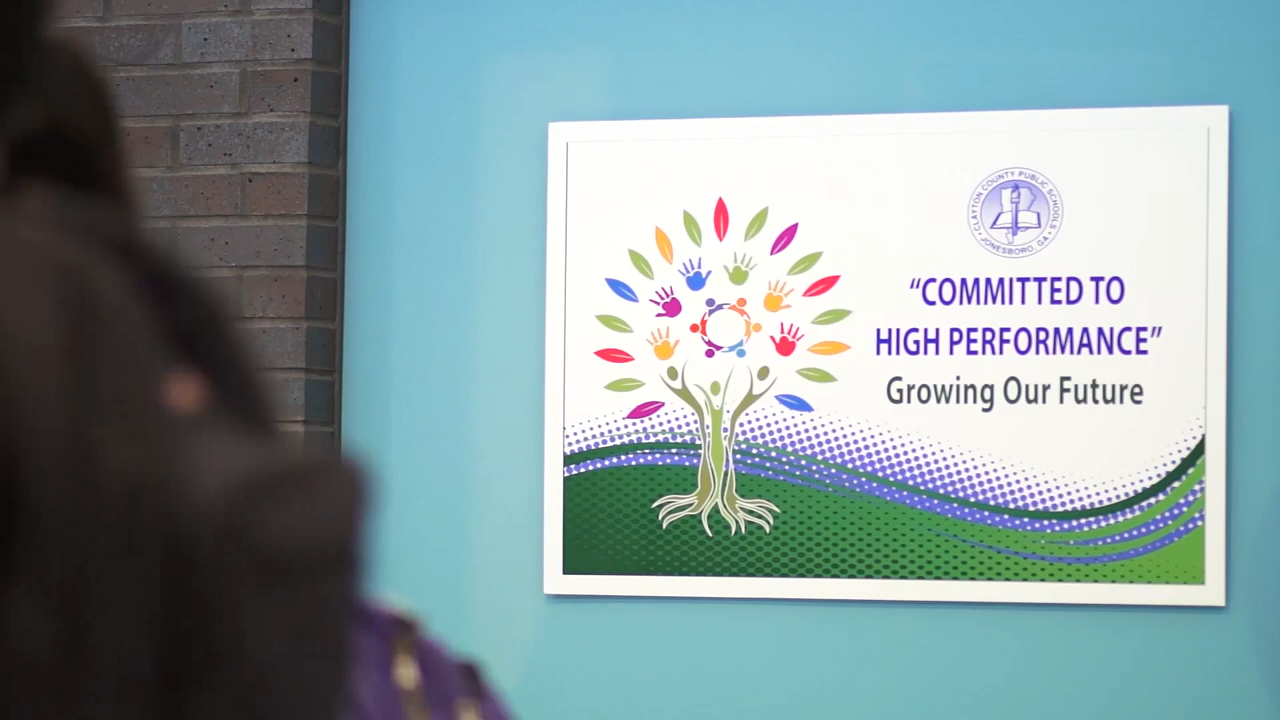 CLAYTON COUNTY PUBLIC SCHOOLS
• JONESBORO, GA •
“COMMITTED TO
HIGH PERFORMANCE”
Growing Our Future